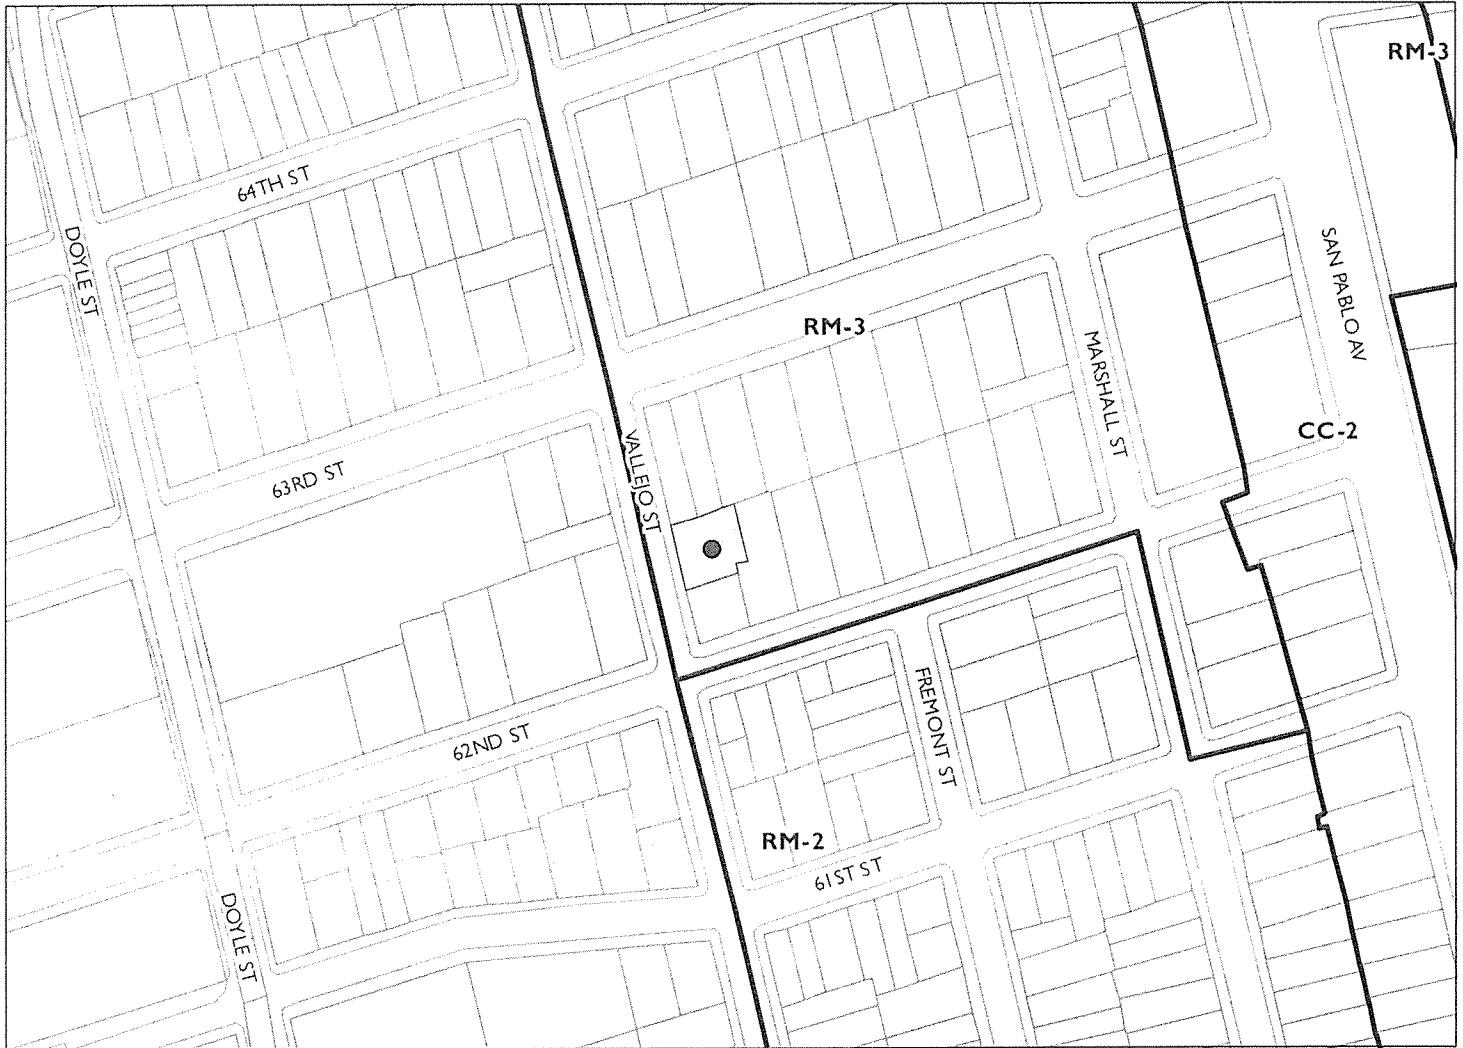 RM-3
64TH ST
DOYLE ST
SAN PABLO AV
RM-3
MARSHALL ST
CC-2
VALLEJO ST
63RD ST
FREMONT ST
62ND ST
RM-2
61ST ST
DOYLE ST